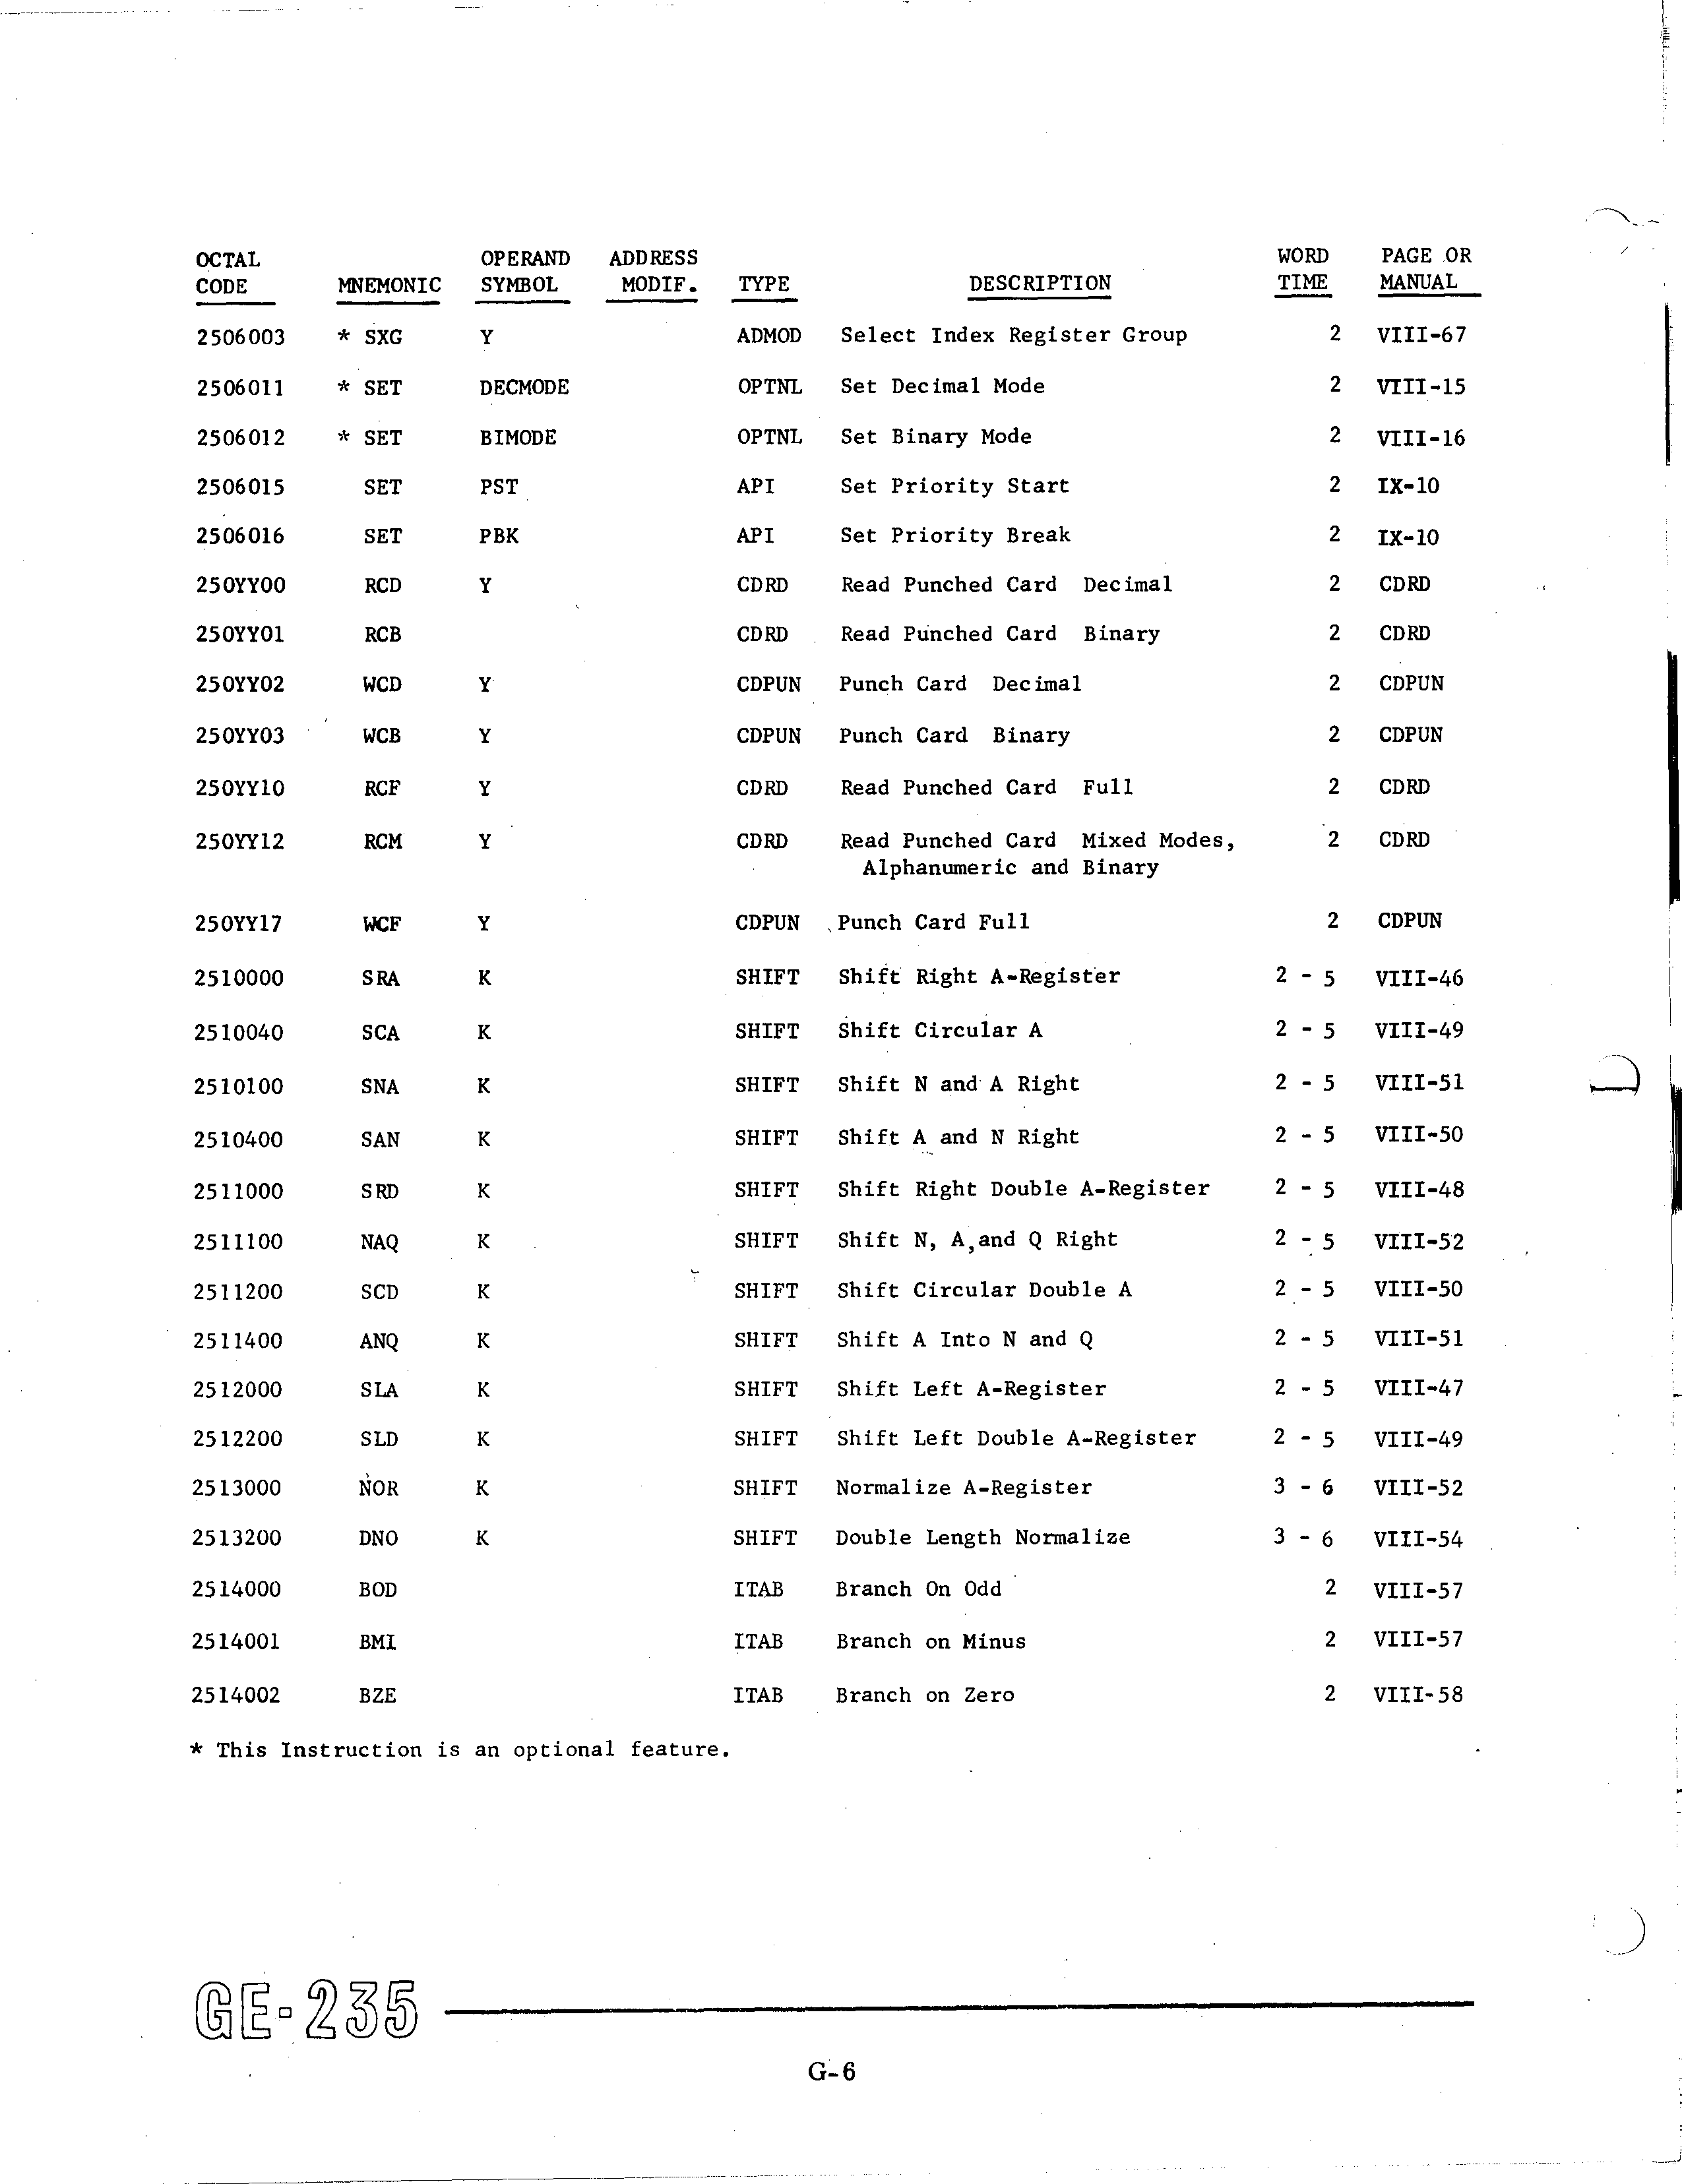 OCTAL OPERAND ADDRESS WORD PAGE OR
CODE MNEMONIC SYMBOL MODIF. TYPE DESCRIPTION TIME MANUAL
2506003 * SXG Y ADMOD Select Index Register Group 2 VIII-67
2506011 * SET DECMODE OPTNL Set Decimal Mode 2 VIII-15
2506012 * SET BIMODE OPTNL Set Binary Mode 2 VIII-16
2506015 SET PST API Set Priority Start 2 IX-10
2506016 SET PBK API Set Priority Break 2 IX-10
250YY00 RCD Y CDRD Read Punched Card Decimal 2 CDRD
250YY01 RCB CDRD Read Punched Card Binary 2 CDRD
250YY02 WCD Y CDPUN Punch Card Decimal 2 CDPUN
250YY03 WCB Y CDPUN Punch Card Binary 2 CDPUN
250YY10 RCF Y CDRD Read Punched Card Full 2 CDRD
250YY12 RCM Y CDRD Read Punched Card Mixed Modes, 2 CDRD
Alphanumeric and Binary
250YY17 WCF Y CDPUN Punch Card Full 2 CDPUN
2510000 SRA K SHIFT Shift Right A-Register 2 - 5 VIII-46
2510040 SCA K SHIFT Shift Circular A 2 - 5 VIII-49
2510100 SNA K SHIFT Shift N and A Right 2 - 5 VIII-51
2510400 SAN K SHIFT Shift A and N Right 2 - 5 VIII-50
2511000 SRD K SHIFT Shift Right Double A-Register 2 - 5 VIII-48
2511100 NAQ K SHIFT Shift N, A,and Q Right 2 - 5 VIII-52
2511200 SCD K SHIFT Shift Circular Double A 2 - 5 VIII-50
2511400 ANQ K SHIFT Shift A Into N and Q 2 - 5 VIII-51
2512000 SLA K SHIFT Shift Left A-Register 2 - 5 VIII-47
2512200 SLD K SHIFT Shift Left Double A-Register 2 - 5 VIII-49
2513000 NOR K SHIFT Normalize A-Register 3 - 6 VIII-52
2513200 DNO K SHIFT Double Length Normalize 3 - 6 VIII-54
2514000 BOD ITAB Branch On Odd 2 VIII-57
2514001 BMI ITAB Branch on Minus 2 VIII-57
2514002 BZE ITAB Branch on Zero 2 VIII-58
* This Instruction is an optional feature.
GE-235
G-6